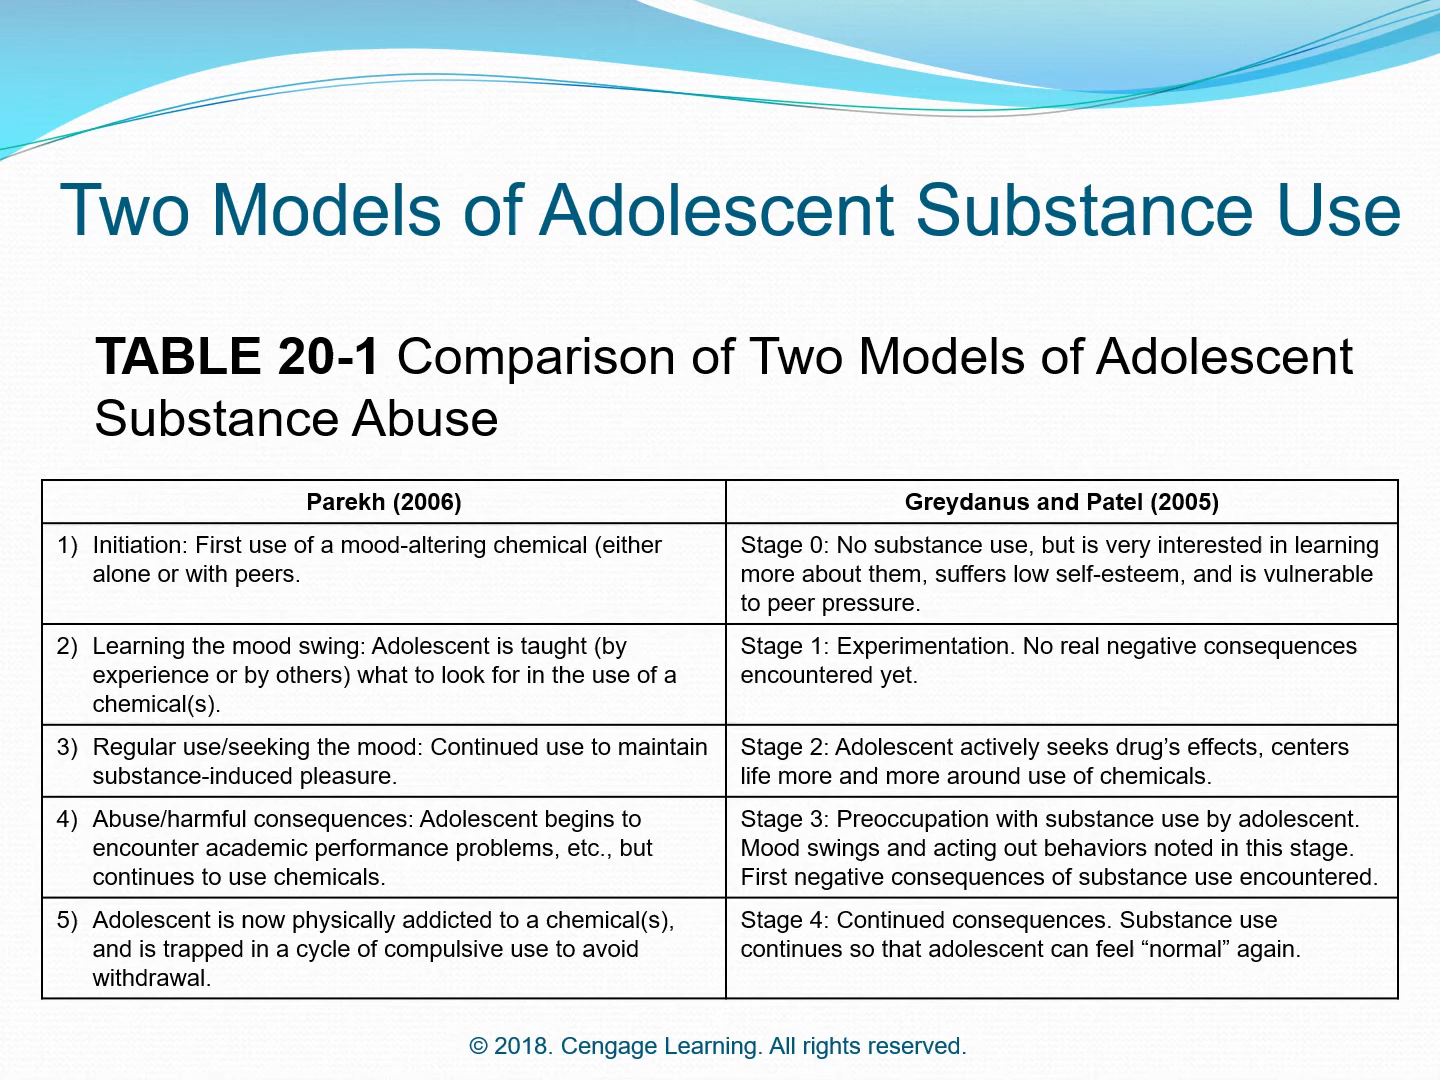 Two Models of Adolescent Substance Use
TABLE 20-1 Comparison of Two Models of Adolescent
Substance Abuse
Parekh (2006)
Greydanus and Patel (2005)
1) Initiation: First use of a mood-altering chemical (either
alone or with peers.
Stage 0: No substance use, but is very interested in learning
more about them, suffers low self-esteem, and is vulnerable
to peer pressure.
2) Learning the mood swing: Adolescent is taught (by
experience or by others) what to look for in the use of a
chemical(s).
Stage 1: Experimentation. No real negative consequences
encountered yet.
3) Regular use/seeking the mood: Continued use to maintain
substance-induced pleasure.
Stage 2: Adolescent actively seeks drug’s effects, centers
life more and more around use of chemicals.
4) Abuse/harmful consequences: Adolescent begins to
encounter academic performance problems, etc., but
continues to use chemicals.
Stage 3: Preoccupation with substance use by adolescent.
Mood swings and acting out behaviors noted in this stage.
First negative consequences of substance use encountered.
5) Adolescent is now physically addicted to a chemical(s),
and is trapped in a cycle of compulsive use to avoid
withdrawal.
Stage 4: Continued consequences. Substance use
continues so that adolescent can feel “normal” again.
© 2018. Cengage Learning. All rights reserved.